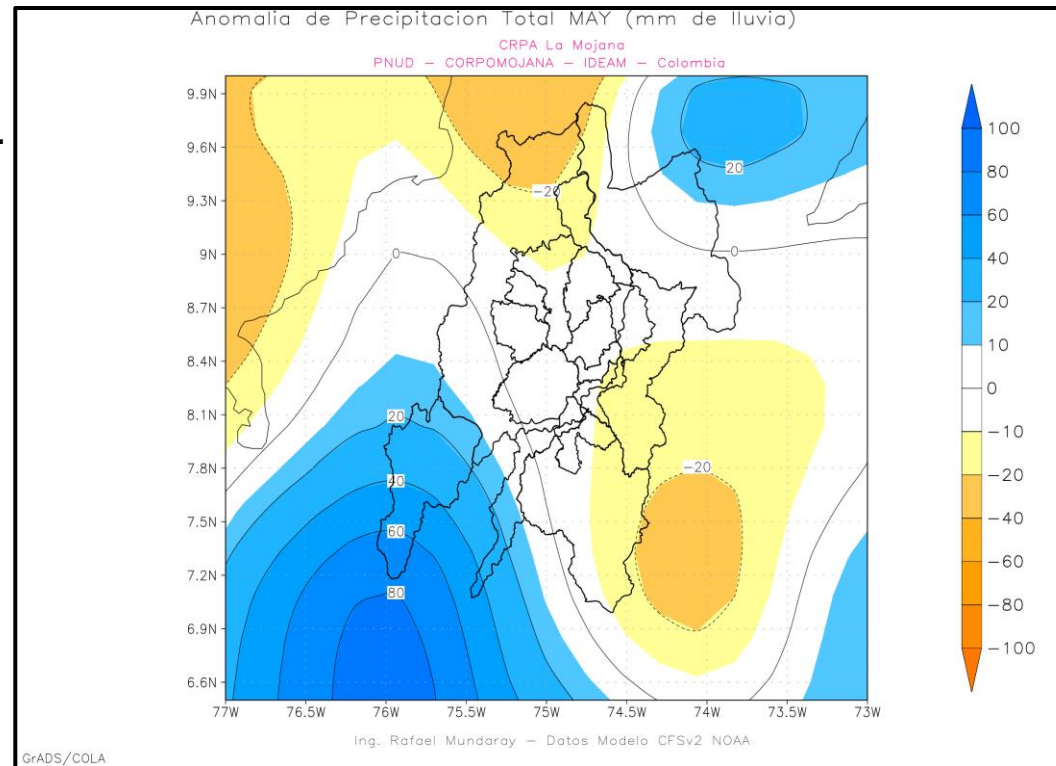 Anomalia de Precipitacion Total MAY (mm de lluvia)
CRPA La Mojana
PNUD – CORPOMOJANA – IDEAM – Colombia
9.9N
9.6N
9.3N
9N
8.7N
8.4N
8.1N
7.8N
7.5N
7.2N
6.9N
6.6N
20
-20
0
0
20
-20
40
60
80
77W 76.5W 76W 75.5W 75W 74.5W 74W 73.5W 73W
100
80
60
40
20
10
0
-10
-20
-40
-60
-80
-100
Ing. Rafael Mundaray – Datos Modelo CFSv2 NOAA
GrADS/COLA